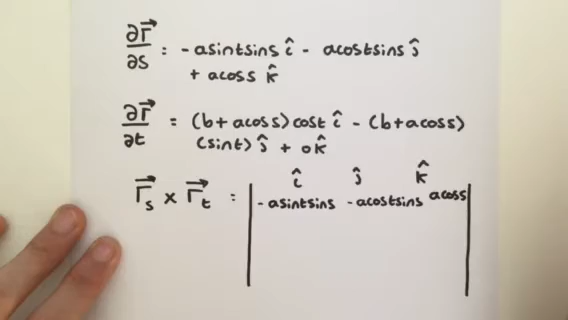 ∂r⃗/∂s = - asintsins î - acostsins ĵ
+ acoss k̂
∂r⃗/∂t = (b+acoss)cost î - (b+acoss)
(sint) ĵ + 0k̂
î ĵ k̂
r⃗s × r⃗t = | -asintsins -acostsins acoss |